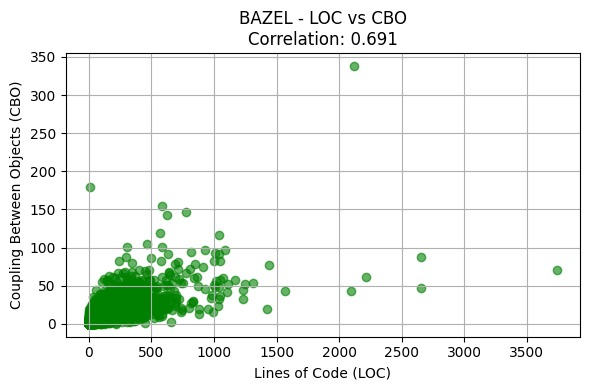 BAZEL - LOC vs CBO
Correlation: 0.691
Coupling Between Objects (CBO)
350
300
250
200
150
100
50
0
0 500 1000 1500 2000 2500 3000 3500
Lines of Code (LOC)